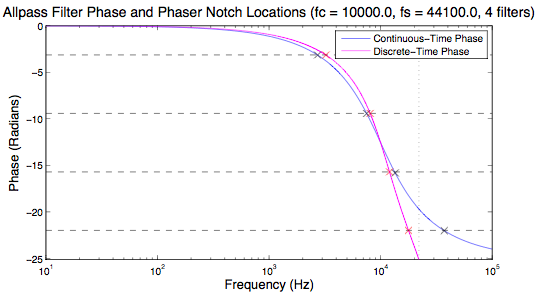 Allpass Filter Phase and Phaser Notch Locations (fc = 10000.0, fs = 44100.0, 4 filters)
0
Continuous-Time Phase
Discrete-Time Phase
-5
-10
-15
-20
-25
Phase (Radians)
10^1
10^2
10^3
10^4
10^5
Frequency (Hz)